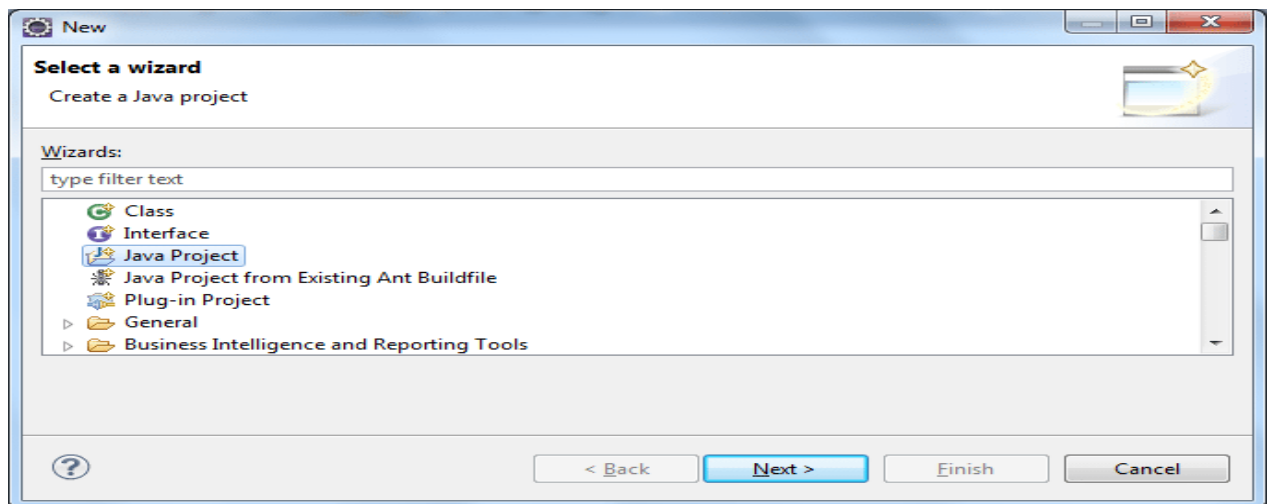 New
Select a wizard
Create a Java project
Wizards:
type filter text
Class
Interface
Java Project
Java Project from Existing Ant Buildfile
Plug-in Project
General
Business Intelligence and Reporting Tools
? < Back Next > Finish Cancel